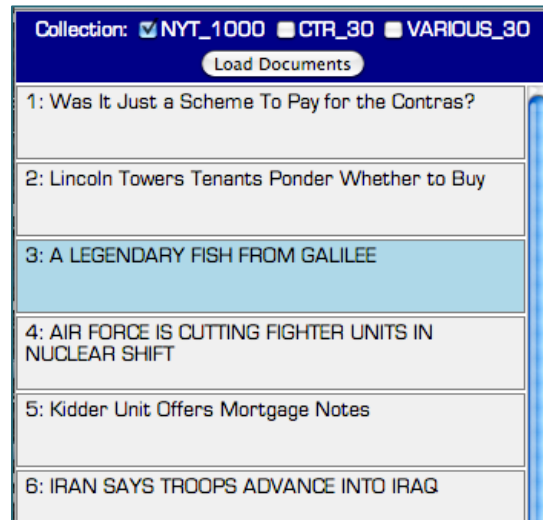 Collection: NYT_1000 CTR_30 VARIOUS_30
Load Documents
1: Was It Just a Scheme To Pay for the Contras?
2: Lincoln Towers Tenants Ponder Whether to Buy
3: A LEGENDARY FISH FROM GALILEE
4: AIR FORCE IS CUTTING FIGHTER UNITS IN
NUCLEAR SHIFT
5: Kidder Unit Offers Mortgage Notes
6: IRAN SAYS TROOPS ADVANCE INTO IRAQ